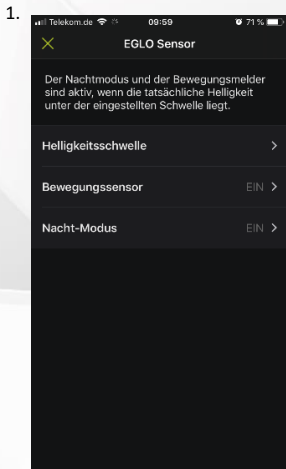 1.
Telekom.de 09:59 71 %
EGLO Sensor
Der Nachtmodus und der Bewegungsmelder
sind aktiv, wenn die tatsächliche Helligkeit
unter der eingestellten Schwelle liegt.
Helligkeitsschwelle
Bewegungssensor EIN
Nacht-Modus EIN